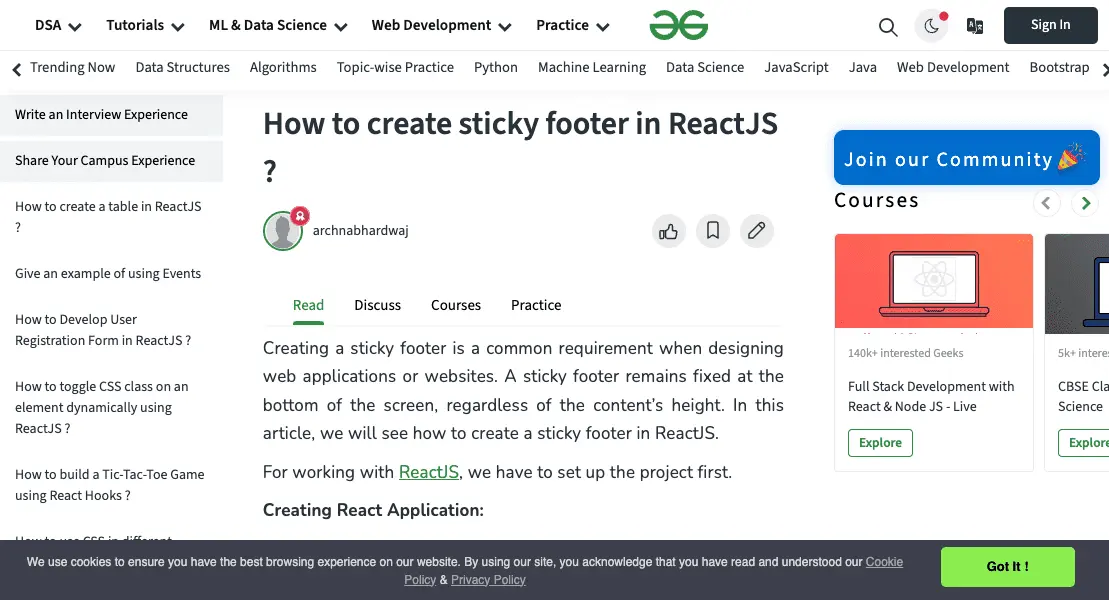 DSA Tutorials ML & Data Science Web Development Practice Sign In
Trending Now Data Structures Algorithms Topic-wise Practice Python Machine Learning Data Science JavaScript Java Web Development Bootstrap
Write an Interview Experience
Share Your Campus Experience
How to create a table in ReactJS
?
Give an example of using Events
How to Develop User
Registration Form in ReactJS ?
How to toggle CSS class on an
element dynamically using
ReactJS ?
How to build a Tic-Tac-Toe Game
using React Hooks ?
How to use CSS in different
How to create sticky footer in ReactJS
?
archnabhardwaj
Read Discuss Courses Practice
Creating a sticky footer is a common requirement when designing
web applications or websites. A sticky footer remains fixed at the
bottom of the screen, regardless of the content's height. In this
article, we will see how to create a sticky footer in ReactJS.
For working with ReactJS, we have to set up the project first.
Creating React Application:
Join our Community
Courses
140k+ interested Geeks
Full Stack Development with
React & Node JS - Live
Explore
5k+ intere
CBSE Cla
Science
Explore
We use cookies to ensure you have the best browsing experience on our website. By using our site, you acknowledge that you have read and understood our Cookie
Policy & Privacy Policy
Got It !